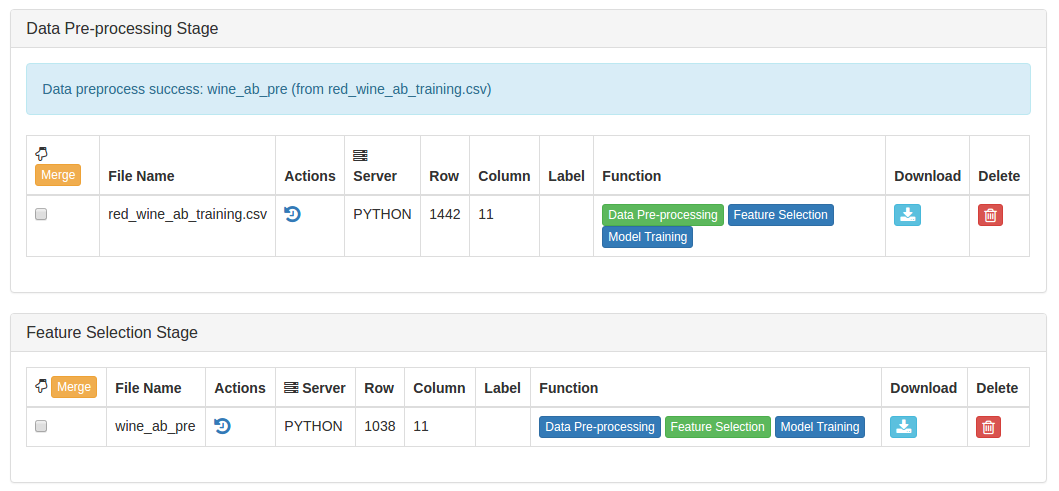 Data Pre-processing Stage
Data preprocess success: wine_ab_pre (from red_wine_ab_training.csv)
Merge File Name Actions Server Row Column Label Function Download Delete
red_wine_ab_training.csv PYTHON 1442 11 Data Pre-processing Feature Selection
Model Training
Feature Selection Stage
Merge File Name Actions Server Row Column Label Function Download Delete
wine_ab_pre PYTHON 1038 11 Data Pre-processing Feature Selection Model Training